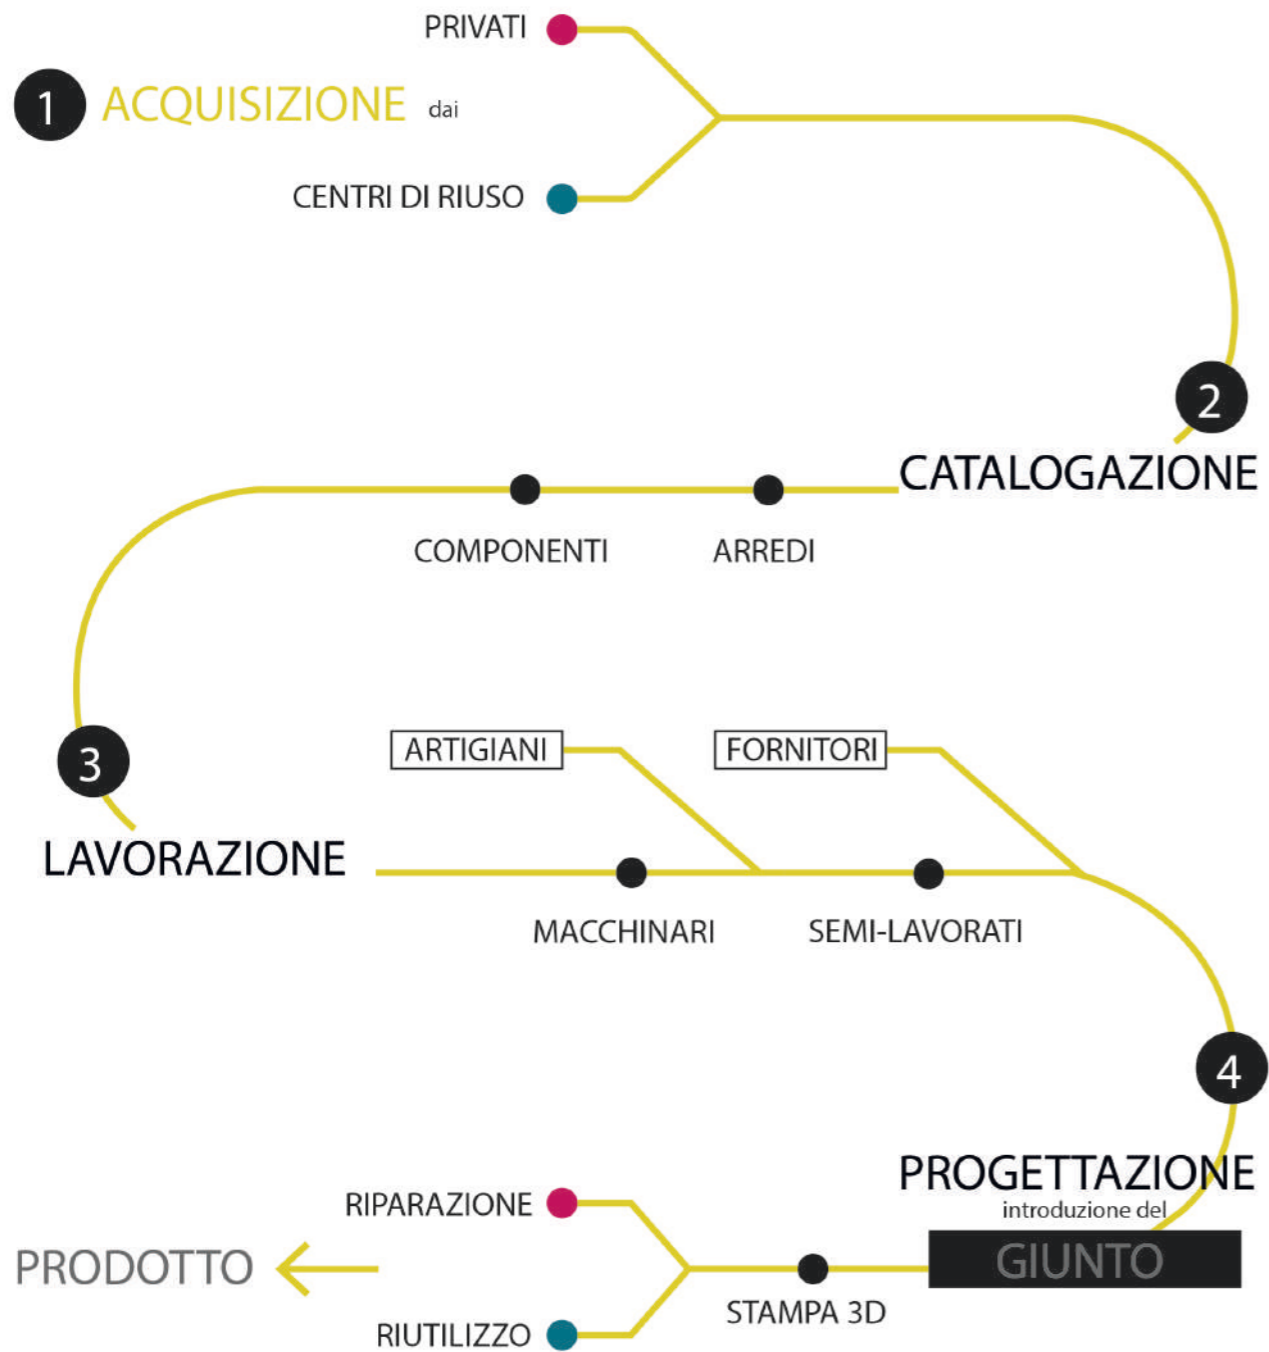 PRIVATI
1 ACQUISIZIONE dai
CENTRI DI RIUSO
2
CATALOGAZIONE
COMPONENTI ARREDI
3
ARTIGIANI FORNITORI
LAVORAZIONE
MACCHINARI SEMI-LAVORATI
4
PROGETTAZIONE
introduzione del
GIUNTO
STAMPA 3D
RIPARAZIONE
RIUTILIZZO
PRODOTTO